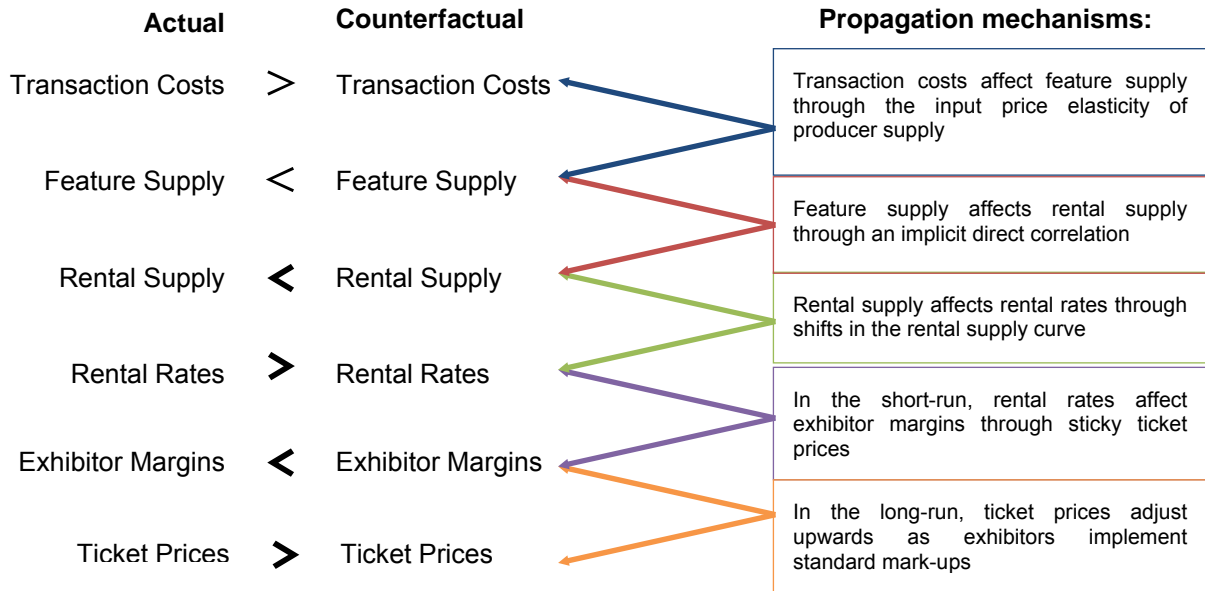 Actual Counterfactual Propagation mechanisms:
Transaction Costs > Transaction Costs
Transaction costs affect feature supply
through the input price elasticity of
producer supply
Feature Supply < Feature Supply
Feature supply affects rental supply
through an implicit direct correlation
Rental Supply < Rental Supply
Rental supply affects rental rates through
shifts in the rental supply curve
Rental Rates > Rental Rates
In the short-run, rental rates affect
exhibitor margins through sticky ticket
prices
Exhibitor Margins < Exhibitor Margins
In the long-run, ticket prices adjust
upwards as exhibitors implement
standard mark-ups
Ticket Prices > Ticket Prices